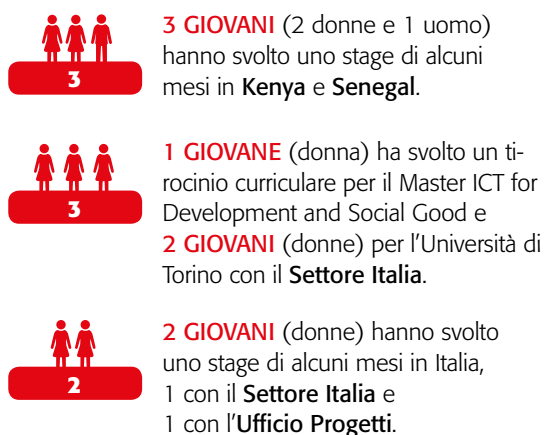 3 GIOVANI (2 donne e 1 uomo)
hanno svolto uno stage di alcuni
mesi in Kenya e Senegal.
3
1 GIOVANE (donna) ha svolto un ti-
rocinio curriculare per il Master ICT for
Development and Social Good e
2 GIOVANI (donne) per l'Università di
Torino con il Settore Italia.
3
2 GIOVANI (donne) hanno svolto
uno stage di alcuni mesi in Italia,
1 con il Settore Italia e
1 con l'Ufficio Progetti.
2